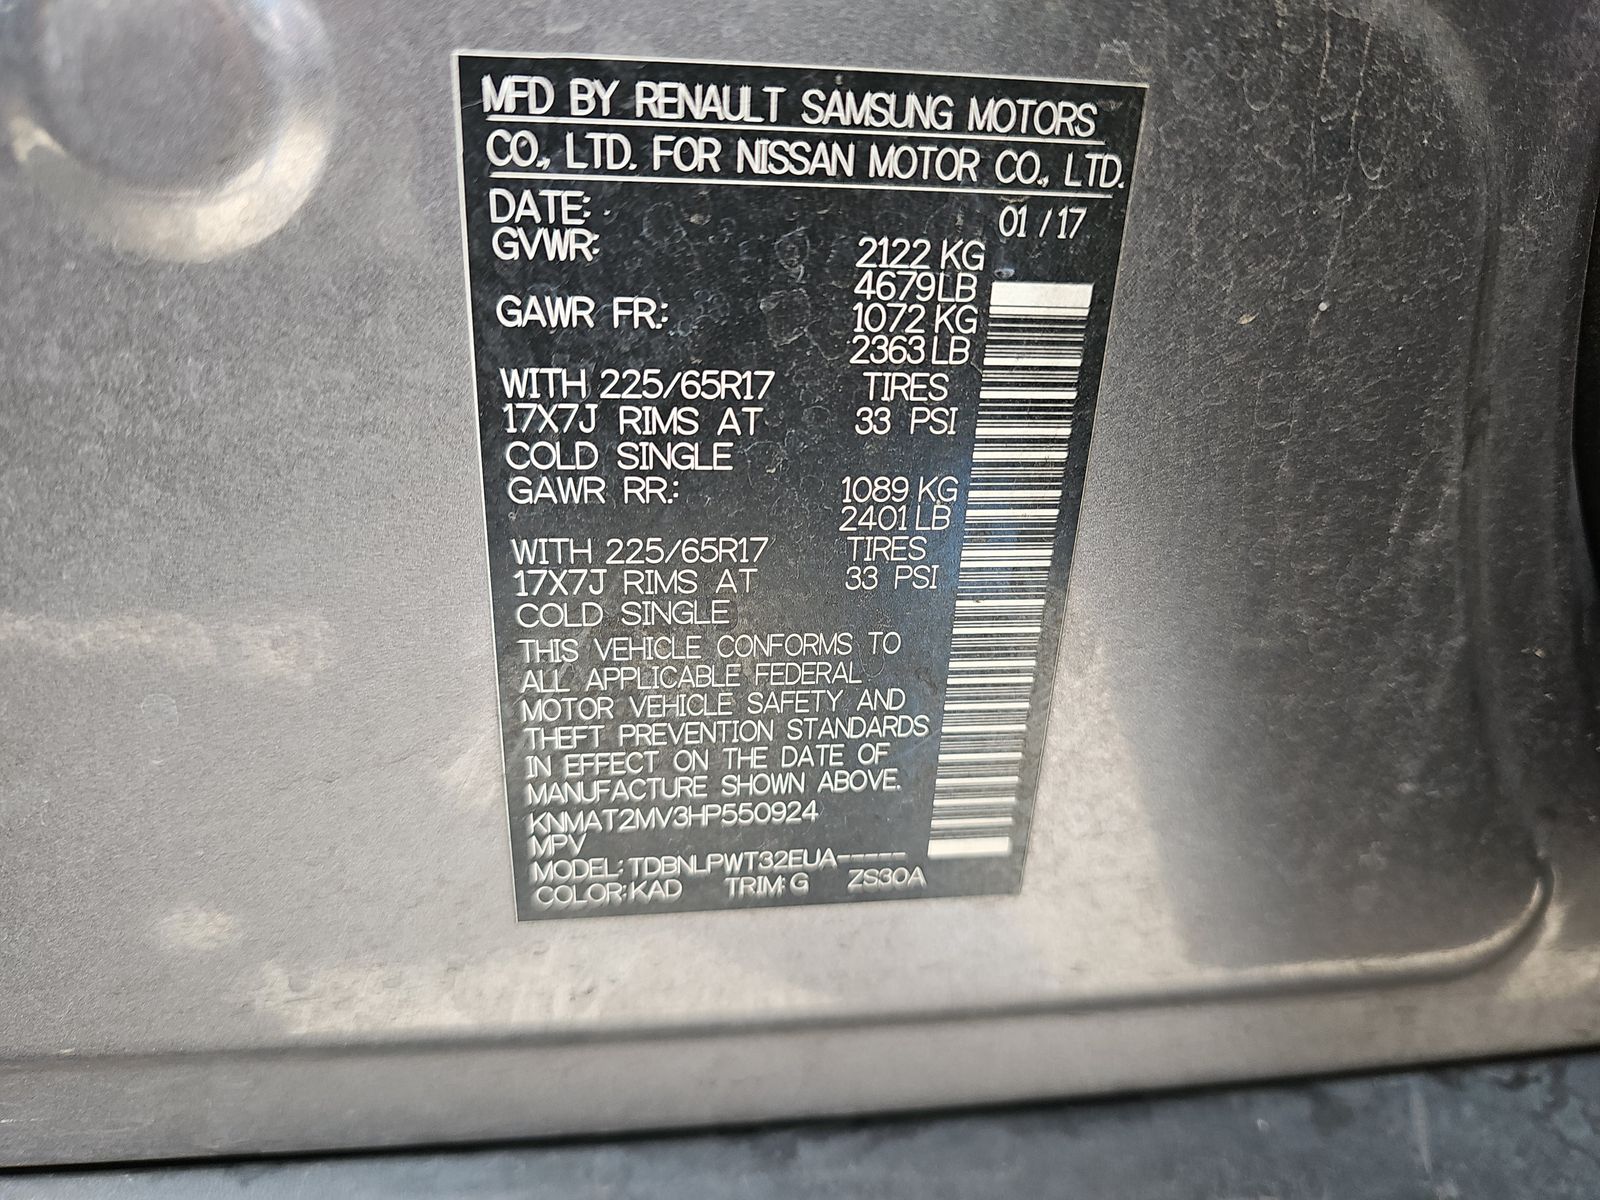 MFD BY RENAULT SAMSUNG MOTORS
CO., LTD. FOR NISSAN MOTOR CO., LTD.
DATE: 01 / 17
GVWR: 2122 KG
4679 LB
GAWR FR.: 1072 KG
2363 LB
WITH 225/65R17 TIRES
17X7J RIMS AT 33 PSI
COLD SINGLE
GAWR RR.: 1089 KG
2401 LB
WITH 225/65R17 TIRES
17X7J RIMS AT 33 PSI
COLD SINGLE
THIS VEHICLE CONFORMS TO
ALL APPLICABLE FEDERAL
MOTOR VEHICLE SAFETY AND
THEFT PREVENTION STANDARDS
IN EFFECT ON THE DATE OF
MANUFACTURE SHOWN ABOVE.
KNMAT2MV3HP550924
MPV
MODEL: TDBNLPWT32EUA-----
COLOR: KAD TRIM: G ZS30A